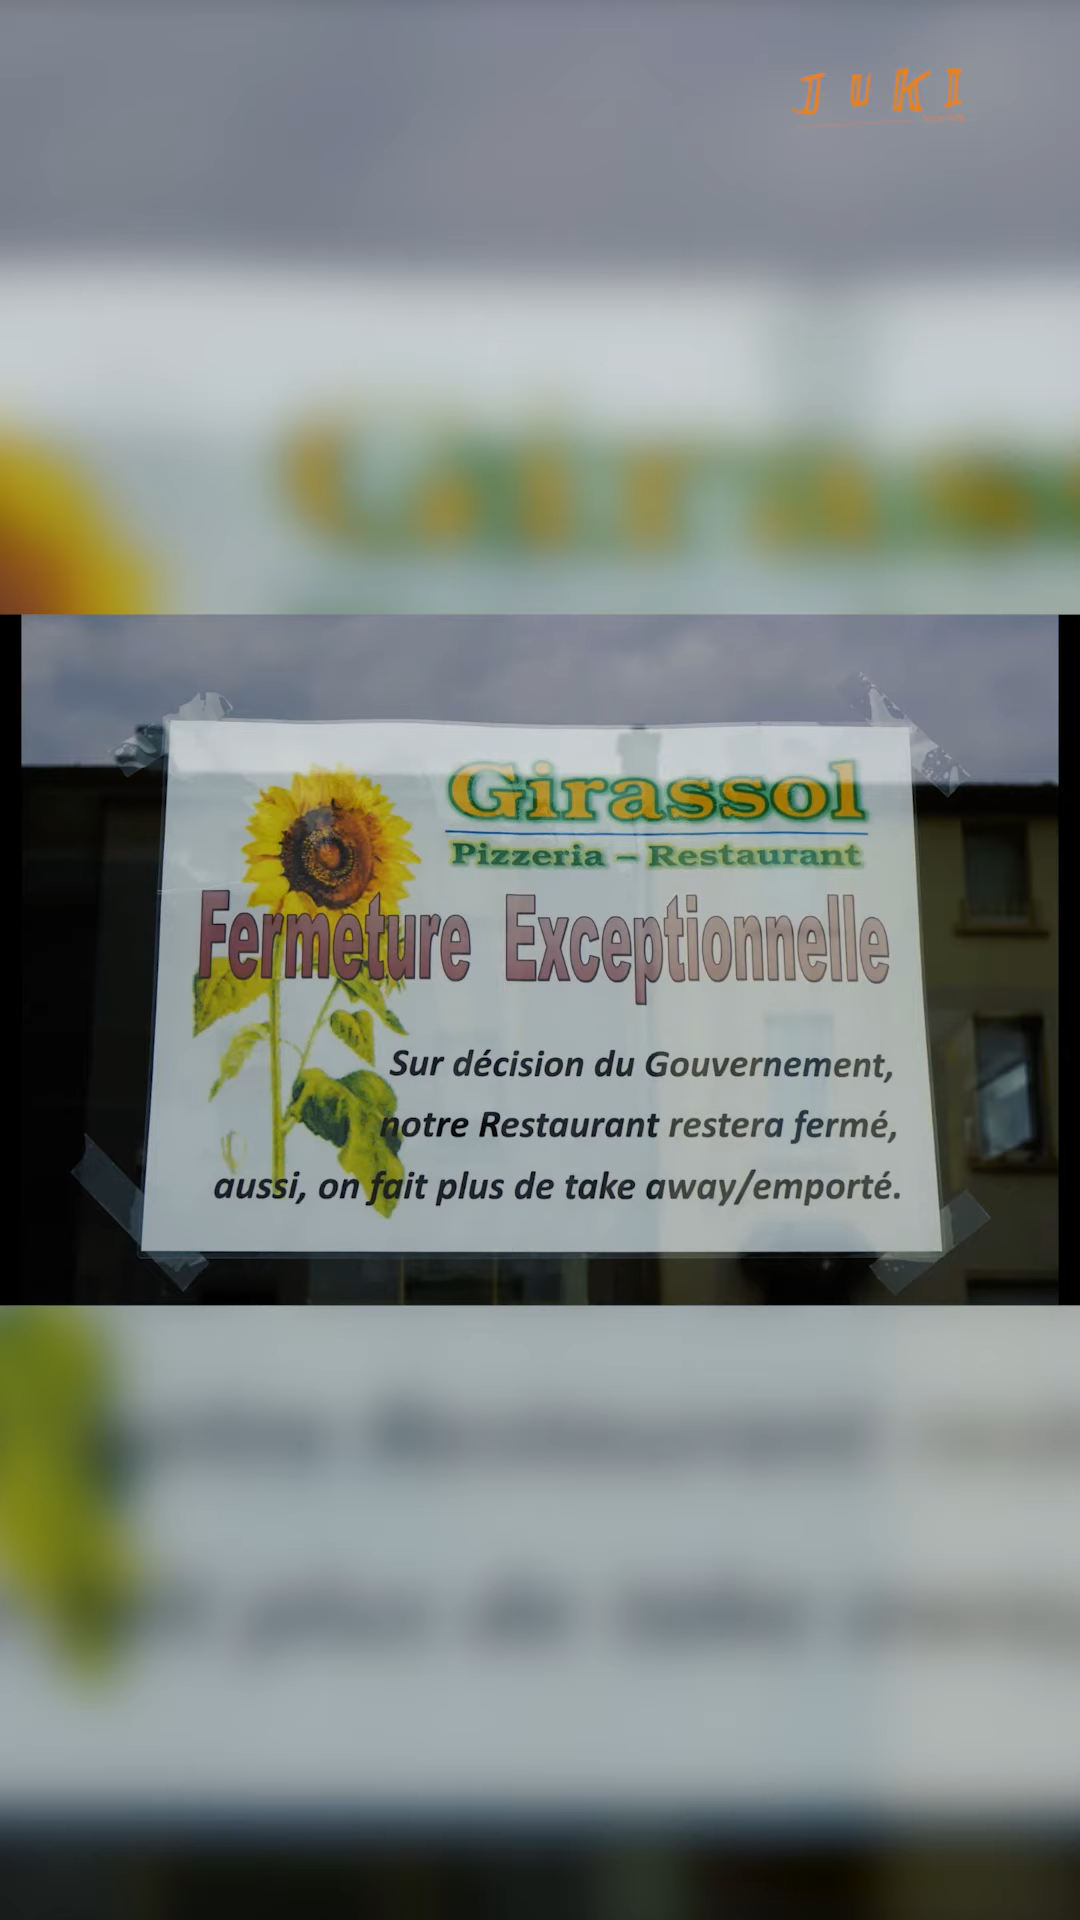 JUKI
Girassol
Pizzeria – Restaurant
Fermeture Exceptionnelle
Sur décision du Gouvernement,
notre Restaurant restera fermé,
aussi, on fait plus de take away/emporté.